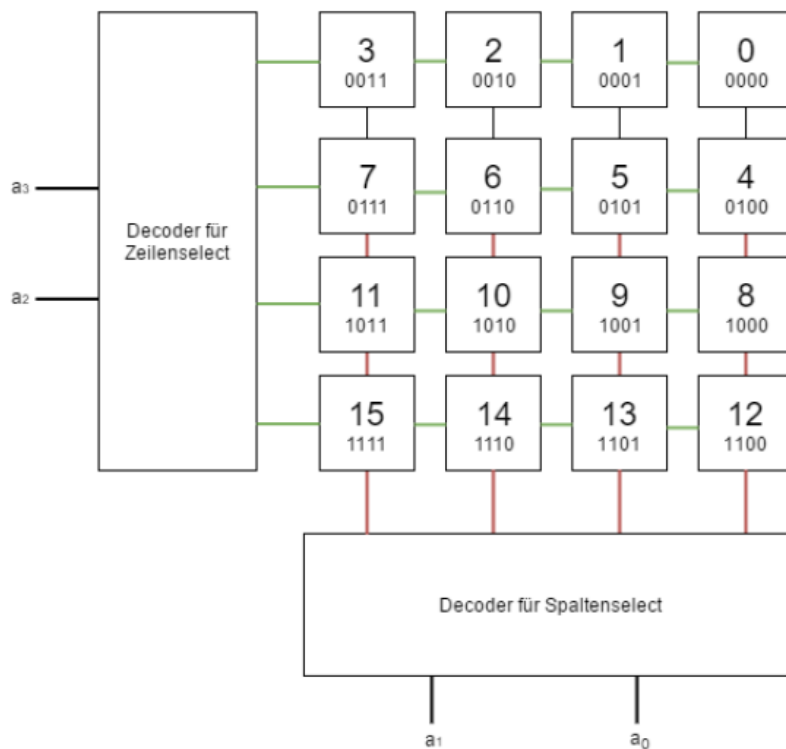 3 2 1 0
0011 0010 0001 0000
7 6 5 4
0111 0110 0101 0100
a3
Decoder für
Zeilenselect
a2
11 10 9 8
1011 1010 1001 1000
15 14 13 12
1111 1110 1101 1100
Decoder für Spaltenselect
a1 a0